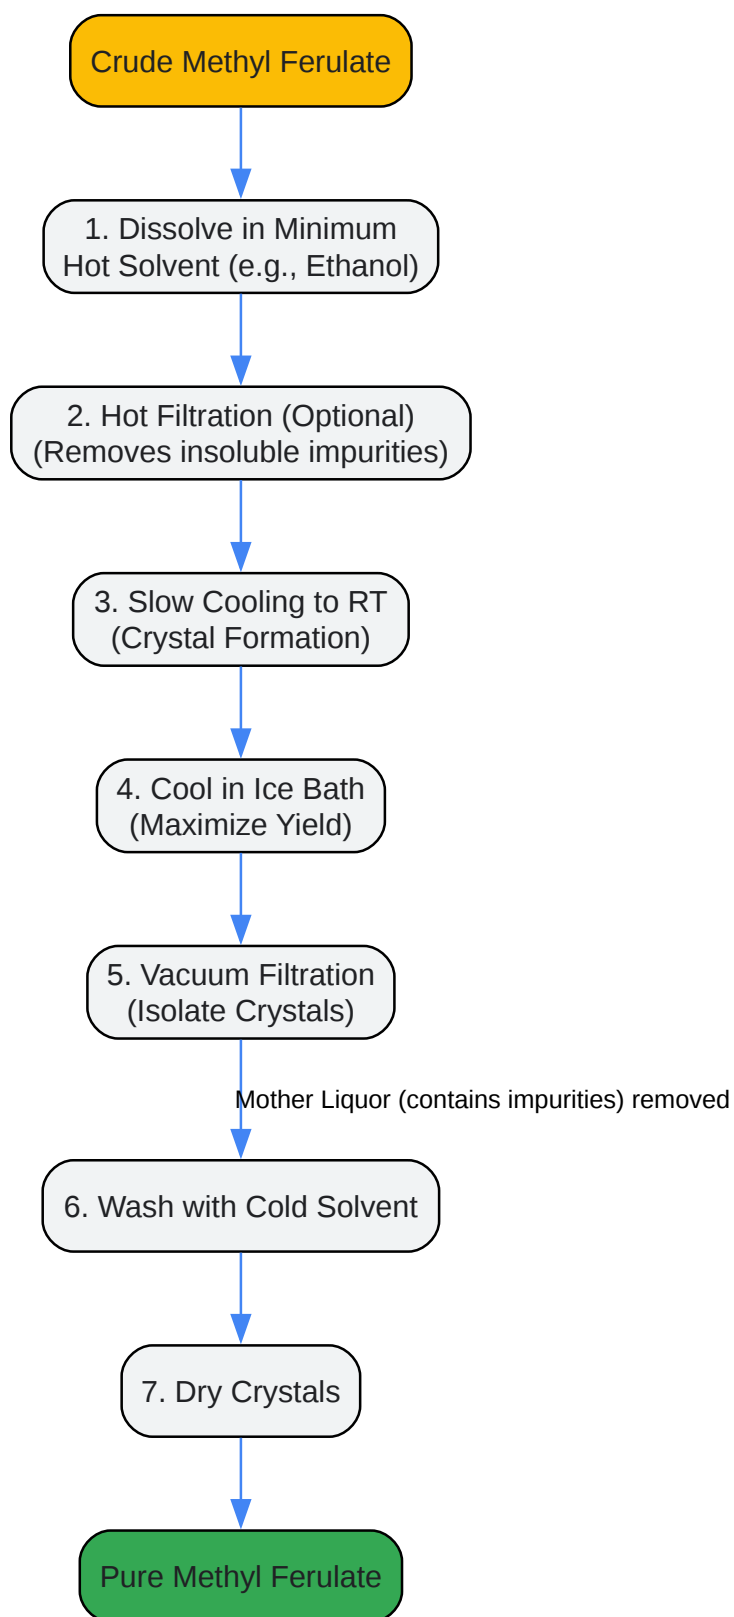 Crude Methyl Ferulate
1. Dissolve in Minimum
Hot Solvent (e.g., Ethanol)
2. Hot Filtration (Optional)
(Removes insoluble impurities)
3. Slow Cooling to RT
(Crystal Formation)
4. Cool in Ice Bath
(Maximize Yield)
5. Vacuum Filtration
(Isolate Crystals)
Mother Liquor (contains impurities) removed
6. Wash with Cold Solvent
7. Dry Crystals
Pure Methyl Ferulate